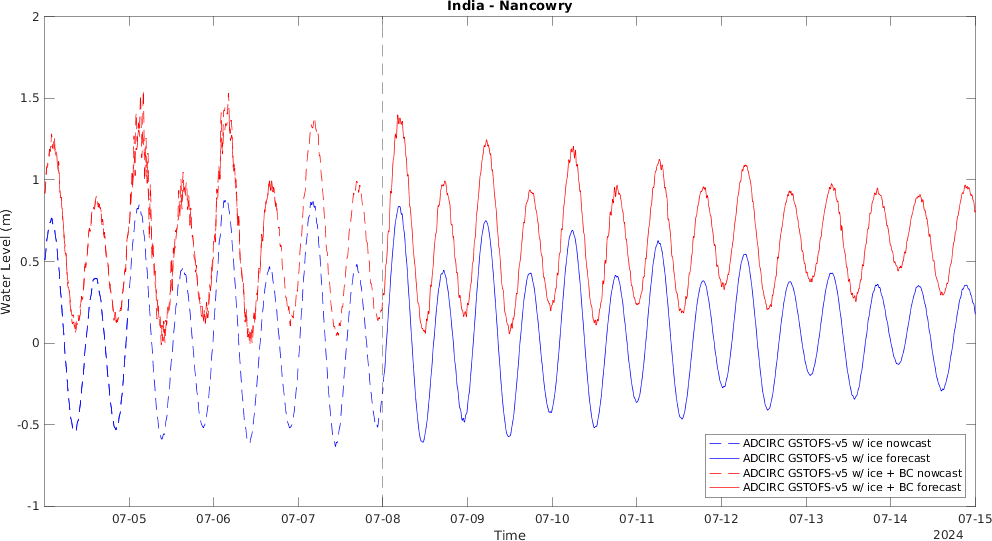 India - Nancowry
2
1.5
1
0.5
0
-0.5
-1
Water Level (m)
07-05 07-06 07-07 07-08 07-09 07-10 07-11 07-12 07-13 07-14 07-15
Time
2024
ADCIRC GSTOFS-v5 w/ ice nowcast
ADCIRC GSTOFS-v5 w/ ice forecast
ADCIRC GSTOFS-v5 w/ ice + BC nowcast
ADCIRC GSTOFS-v5 w/ ice + BC forecast